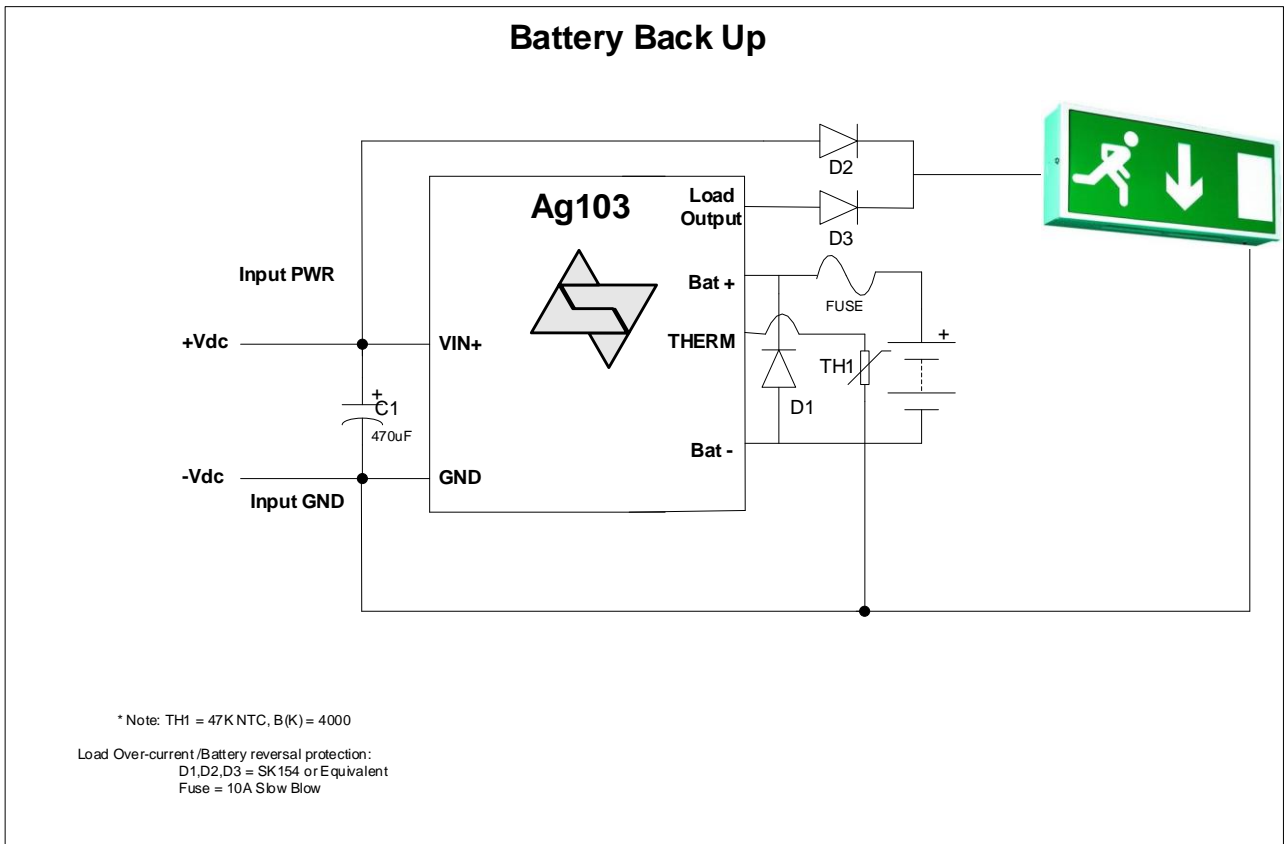 Battery Back Up
D2
Ag103
Load
Output
D3
Input PWR
Bat +
FUSE
+Vdc
VIN+
THERM
+
TH1
+
C1
470uF
D1
Bat -
-Vdc
GND
Input GND
* Note: TH1 = 47K NTC, B(K) = 4000
Load Over-current /Battery reversal protection:
D1,D2,D3 = SK154 or Equivalent
Fuse = 10A Slow Blow